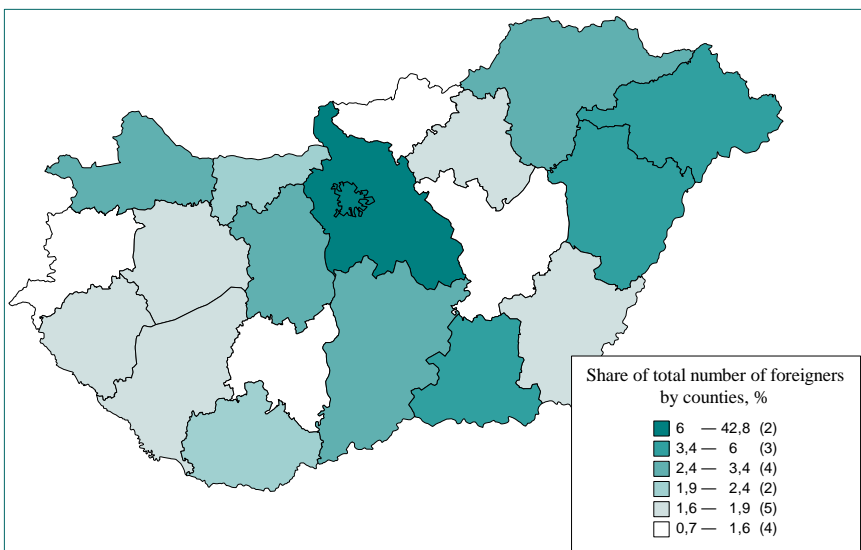 Share of total number of foreigners
by counties, %
6 — 42,8 (2)
3,4 — 6 (3)
2,4 — 3,4 (4)
1,9 — 2,4 (2)
1,6 — 1,9 (5)
0,7 — 1,6 (4)